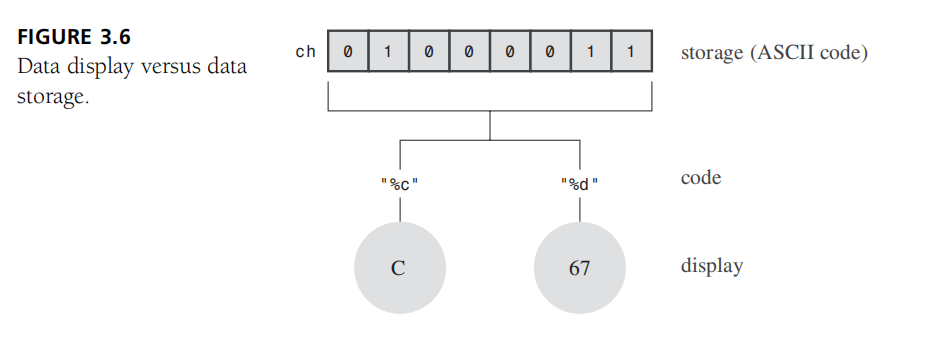 FIGURE 3.6
Data display versus data
storage.
ch 0 1 0 0 0 0 1 1 storage (ASCII code)
"%c" "%d" code
C 67 display